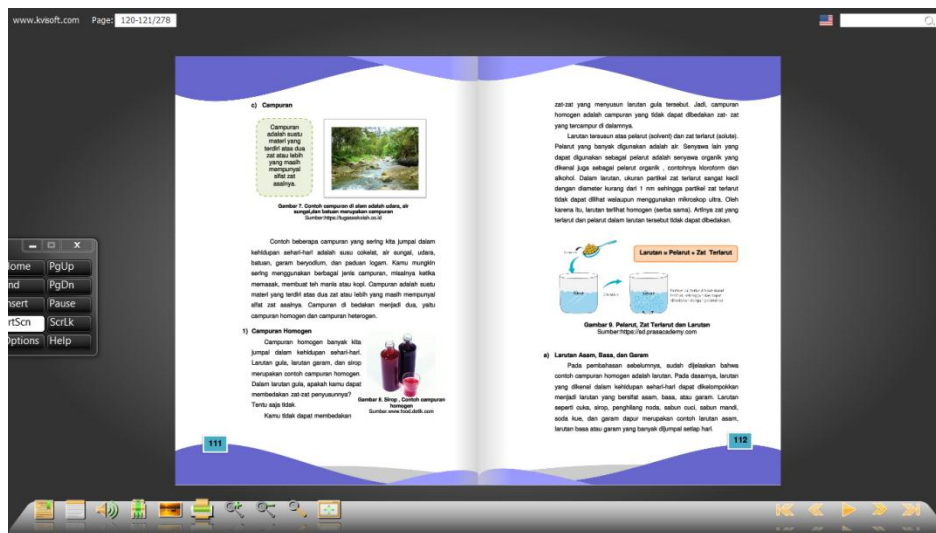 www.kvisoft.com Page: 120-121/278
c) Campuran
Campuran
adalah suatu
materi yang
terdiri atas dua
zat atau lebih
yang masih
mempunyai
sifat zat
asalnya.
Gambar 7. Contoh campuran di alam adalah udara, air
sungai,dan batuan merupakan campuran
Sumber:https://tugassekolah.co.id
Contoh beberapa campuran yang sering kita jumpai dalam
kehidupan sehari-hari adalah susu cokelat, air sungai, udara,
batuan, garam beryodium, dan paduan logam. Kamu mungkin
sering menggunakan berbagai jenis campuran, misalnya ketika
memasak, membuat teh manis atau kopi. Campuran adalah suatu
materi yang terdiri atas dua zat atau lebih yang masih mempunyai
sifat zat asalnya. Campuran di bedakan menjadi dua, yaitu
campuran homogen dan campuran heterogen.
1) Campuran Homogen
Campuran homogen banyak kita
jumpai dalam kehidupan sehari-hari.
Larutan gula, larutan garam, dan sirop
merupakan contoh campuran homogen.
Dalam larutan gula, apakah kamu dapat
membedakan zat-zat penyusunnya?
Tentu saja tidak.
Kamu tidak dapat membedakan
Gambar 8. Sirop , Contoh campuran
homogen
Sumber.www.food.detik.com
111
zat-zat yang menyusun larutan gula tersebut. Jadi, campuran
homogen adalah campuran yang tidak dapat dibedakan zat- zat
yang tercampur di dalamnya.
Larutan tersusun atas pelarut (solvent) dan zat terlarut (solute).
Pelarut yang banyak digunakan adalah air. Senyawa lain yang
dapat digunakan sebagai pelarut adalah senyawa organik yang
dikenal juga sebagai pelarut organik , contohnya kloroform dan
alkohol. Dalam larutan, ukuran partikel zat terlarut sangat kecil
dengan diameter kurang dari 1 nm sehingga partikel zat terlarut
tidak dapat dilihat walaupun menggunakan mikroskop ultra. Oleh
karena itu, larutan terlihat homogen (serba sama). Artinya zat yang
terlarut dan pelarut dalam larutan tersebut tidak dapat dibedakan.
Larutan = Pelarut + Zat Terlarut
Gambar 9. Pelarut, Zat Terlarut dan Larutan
Sumber:https://ed.prasacademy.com
a) Larutan Asam, Basa, dan Garam
Pada pembahasan sebelumnya, sudah dijelaskan bahwa
contoh campuran homogen adalah larutan. Pada dasarnya, larutan
yang dikenal dalam kehidupan sehari-hari dapat dikelompokkan
menjadi larutan yang bersifat asam, basa, atau garam. Larutan
seperti cuka, sirop, penghilang noda, sabun cuci, sabun mandi,
soda kue, dan garam dapur merupakan contoh larutan asam,
larutan basa atau garam yang banyak dijumpai setiap hari.
112
PgUp
PgDn
Pause
ScrLk
Options Help